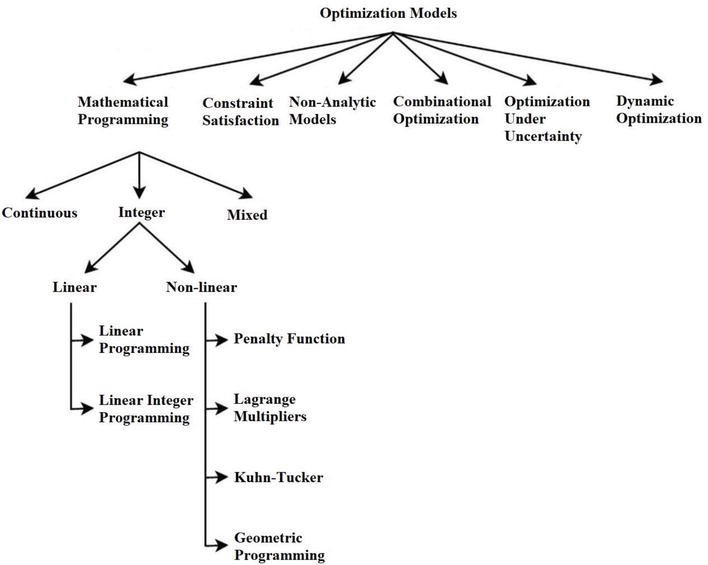 Optimization Models
Mathematical
Programming
Constraint
Satisfaction
Non-Analytic
Models
Combinational
Optimization
Optimization
Under
Uncertainty
Dynamic
Optimization
Continuous
Integer
Mixed
Linear
Non-linear
Linear
Programming
Linear Integer
Programming
Penalty Function
Lagrange
Multipliers
Kuhn-Tucker
Geometric
Programming